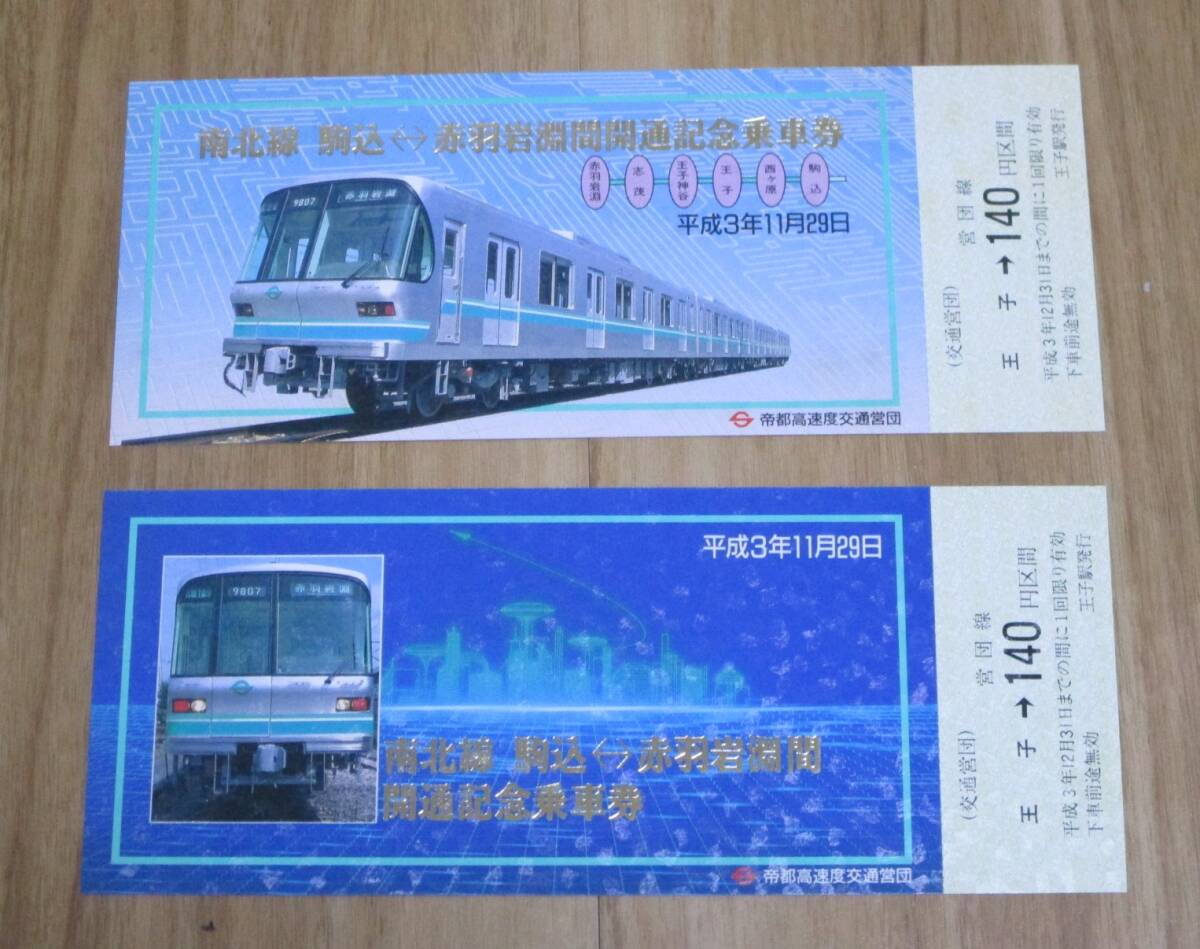 南北線 駒込↔赤羽岩淵間開通記念乗車券
赤羽岩淵
志茂
王子神谷
王子
西ヶ原
駒込
平成3年11月29日
9807
赤羽岩淵
帝都高速度交通営団
(交通営団)
営団線
王子→140円区間
平成3年12月31日までの間に1回限り有効
下車前途無効
王子駅発行
平成3年11月29日
9807
赤羽岩淵
南北線 駒込↔赤羽岩淵間
開通記念乗車券
帝都高速度交通営団
(交通営団)
営団線
王子→140円区間
平成3年12月31日までの間に1回限り有効
下車前途無効
王子駅発行